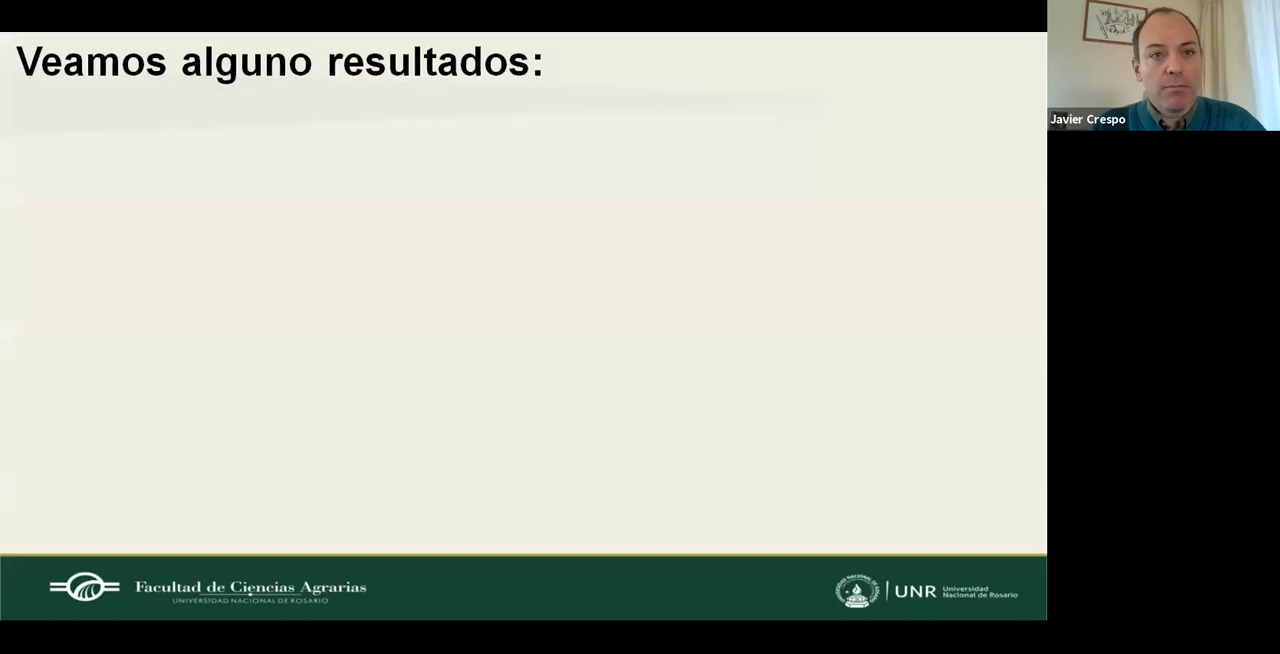 Veamos alguno resultados:
Javier Crespo
Facultad de Ciencias Agrarias
UNIVERSIDAD NACIONAL DE ROSARIO
UNR
Universidad
Nacional de Rosario